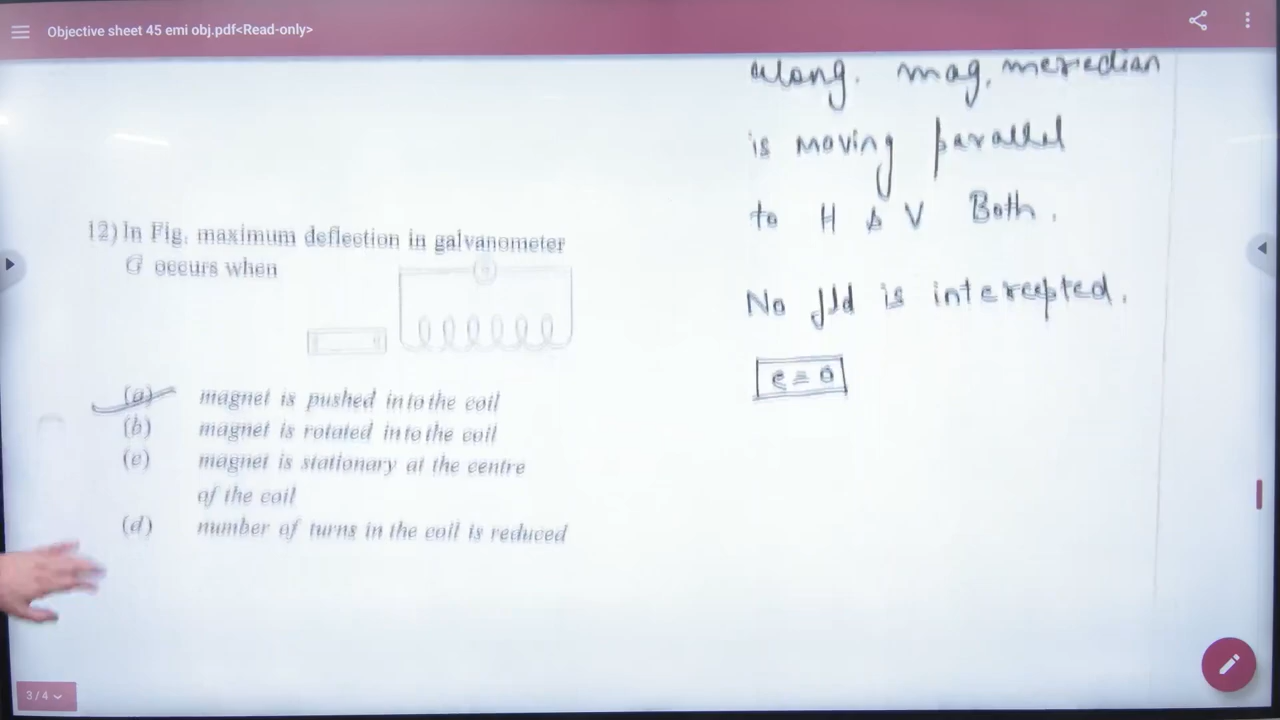 Objective sheet 45 emi obj.pdf<Read-only>
along. mag. meredian
is moving parallel
to H & V Both.
No fld is intercepted.
e = 0
12) In Fig. maximum deflection in galvanometer
G occurs when
(a) magnet is pushed into the coil
(b) magnet is rotated into the coil
(c) magnet is stationary at the centre
of the coil
(d) number of turns in the coil is reduced
3/4